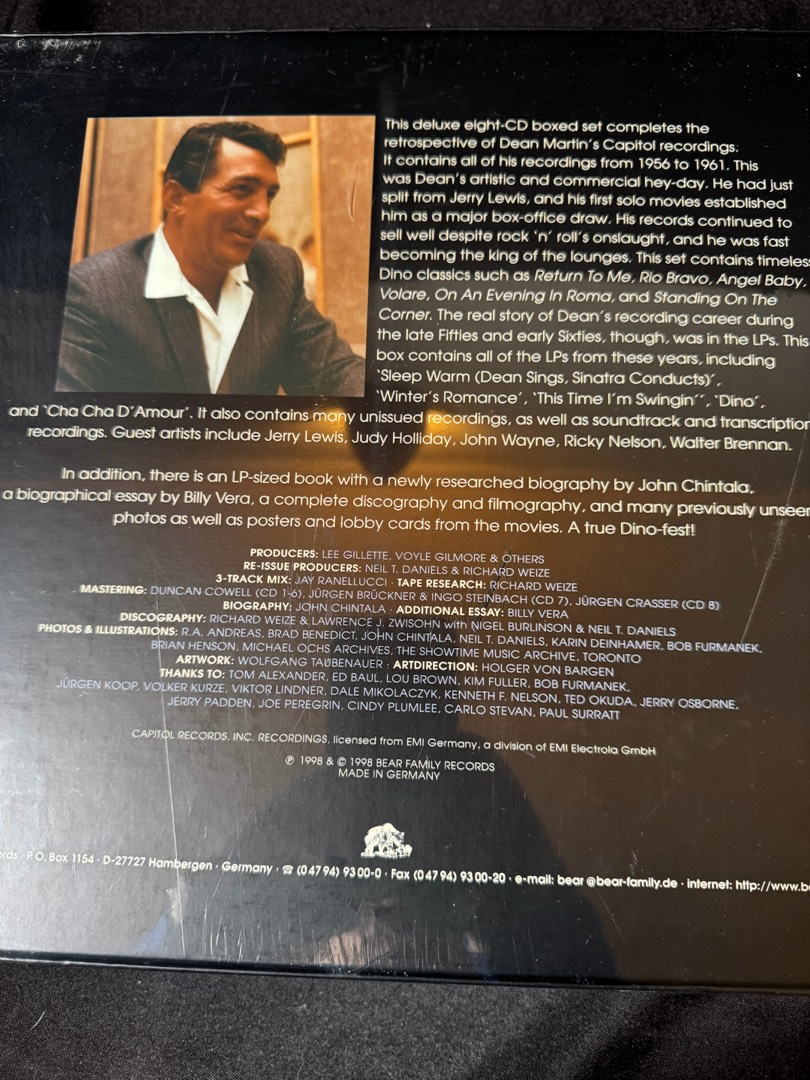 This deluxe eight-CD boxed set completes the
retrospective of Dean Martin's Capitol recordings.
It contains all of his recordings from 1956 to 1961. This
was Dean's artistic and commercial hey-day. He had just
split from Jerry Lewis, and his first solo movies established
him as a major box-office draw. His records continued to
sell well despite rock 'n' roll's onslaught, and he was fast
becoming the king of the lounges. This set contains timeless
Dino classics such as Return To Me, Rio Bravo, Angel Baby,
Volare, On An Evening In Roma, and Standing On The
Corner. The real story of Dean's recording career during
the late Fifties and early Sixties, though, was in the LPs. This
box contains all of the LPs from these years, including
'Sleep Warm (Dean Sings, Sinatra Conducts)',
'Winter's Romance', 'This Time I'm Swingin'', 'Dino',
and 'Cha Cha D'Amour'. It also contains many unissued recordings, as well as soundtrack and transcription
recordings. Guest artists include Jerry Lewis, Judy Holliday, John Wayne, Ricky Nelson, Walter Brennan.
In addition, there is an LP-sized book with a newly researched biography by John Chintala,
a biographical essay by Billy Vera, a complete discography and filmography, and many previously unseen
photos as well as posters and lobby cards from the movies. A true Dino-fest!
PRODUCERS: LEE GILLETTE, VOYLE GILMORE & OTHERS
RE-ISSUE PRODUCERS: NEIL T. DANIELS & RICHARD WEIZE
3-TRACK MIX: JAY RANELLUCCI · TAPE RESEARCH: RICHARD WEIZE
MASTERING: DUNCAN COWELL (CD 1-6), JÜRGEN BRÜCKNER & INGO STEINBACH (CD 7), JÜRGEN CRASSER (CD 8)
BIOGRAPHY: JOHN CHINTALA · ADDITIONAL ESSAY: BILLY VERA
DISCOGRAPHY: RICHARD WEIZE & LAWRENCE J. ZWISOHN with NIGEL BURLINSON & NEIL T. DANIELS
PHOTOS & ILLUSTRATIONS: R.A. ANDREAS, BRAD BENEDICT, JOHN CHINTALA, NEIL T. DANIELS, KARIN DEINHAMER, BOB FURMANEK,
BRIAN HENSON, MICHAEL OCHS ARCHIVES, THE SHOWTIME MUSIC ARCHIVE, TORONTO
ARTWORK: WOLFGANG TAUBENAUER · ARTDIRECTION: HOLGER VON BARGEN
THANKS TO: TOM ALEXANDER, ED BAUL, LOU BROWN, KIM FULLER, BOB FURMANEK,
JÜRGEN KOOP, VOLKER KURZE, VIKTOR LINDNER, DALE MIKOLACZYK, KENNETH F. NELSON, TED OKUDA, JERRY OSBORNE,
JERRY PADDEN, JOE PEREGRIN, CINDY PLUMLEE, CARLO STEVAN, PAUL SURRATT
CAPITOL RECORDS, INC. RECORDINGS, licensed from EMI Germany, a division of EMI Electrola GmbH
℗ 1998 & © 1998 BEAR FAMILY RECORDS
MADE IN GERMANY
rds · P.O. Box 1154 · D-27727 Hambergen · Germany · ☎ (0 47 94) 93 00-0 · Fax (0 47 94) 93 00-20 · e-mail: bear@bear-family.de · internet: http://www.be